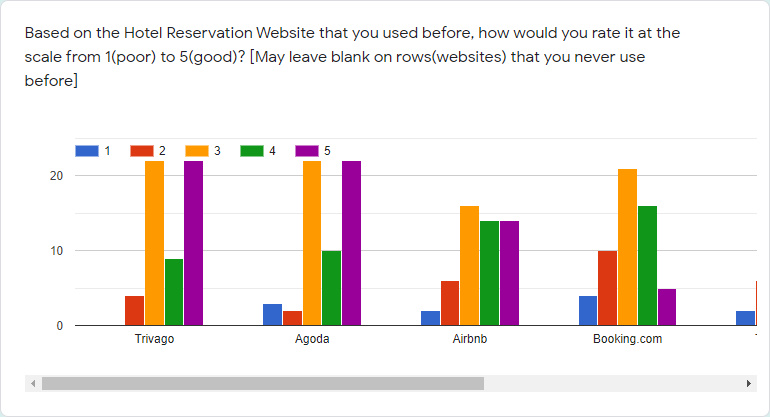 Based on the Hotel Reservation Website that you used before, how would you rate it at the
scale from 1(poor) to 5(good)? [May leave blank on rows(websites) that you never use
before]
1 2 3 4 5
20
10
0
Trivago Agoda Airbnb Booking.com